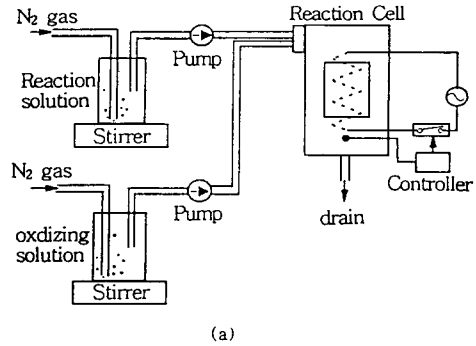 N2 gas
Reaction
solution
Stirrer
Pump
Reaction Cell
Controller
drain
N2 gas
oxdizing
solution
Stirrer
Pump
(a)